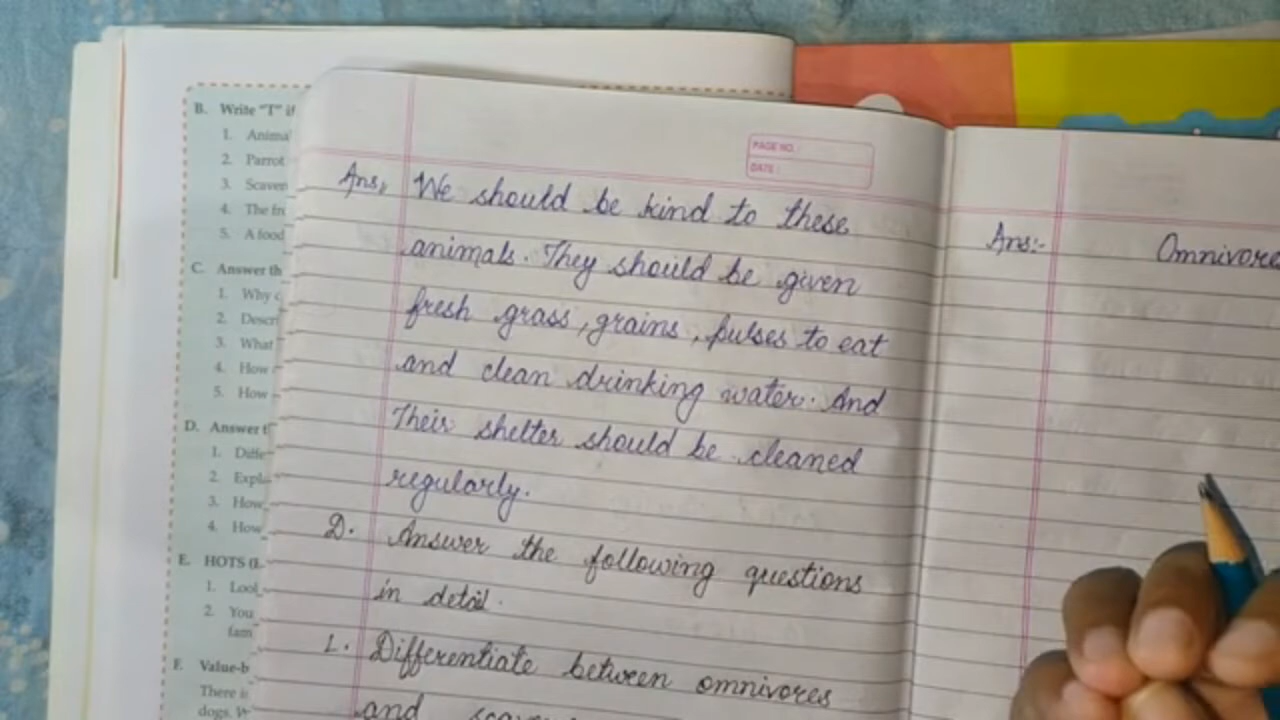 B. Write "T" if
1. Anima
2. Parrot
3. Scaven
4. The fr
5. A food
C. Answer th
1. Why
2. Descri
3. What
4. How
5. How
D. Answer t
1. Diffe
2. Expl
3. How
4. How
E. HOTS
1. Look
2. You
fam
F. Value-b
There is
dogs. W
PAGE NO. :
DATE :
Ans, We should be kind to these
animals. They should be given
fresh grass, grains, pulses to eat
and clean drinking water. And
Their shelter should be cleaned
regularly.
D. Answer the following questions
in detail.
1. Differentiate between omnivores
and
Ans:- Omnivore